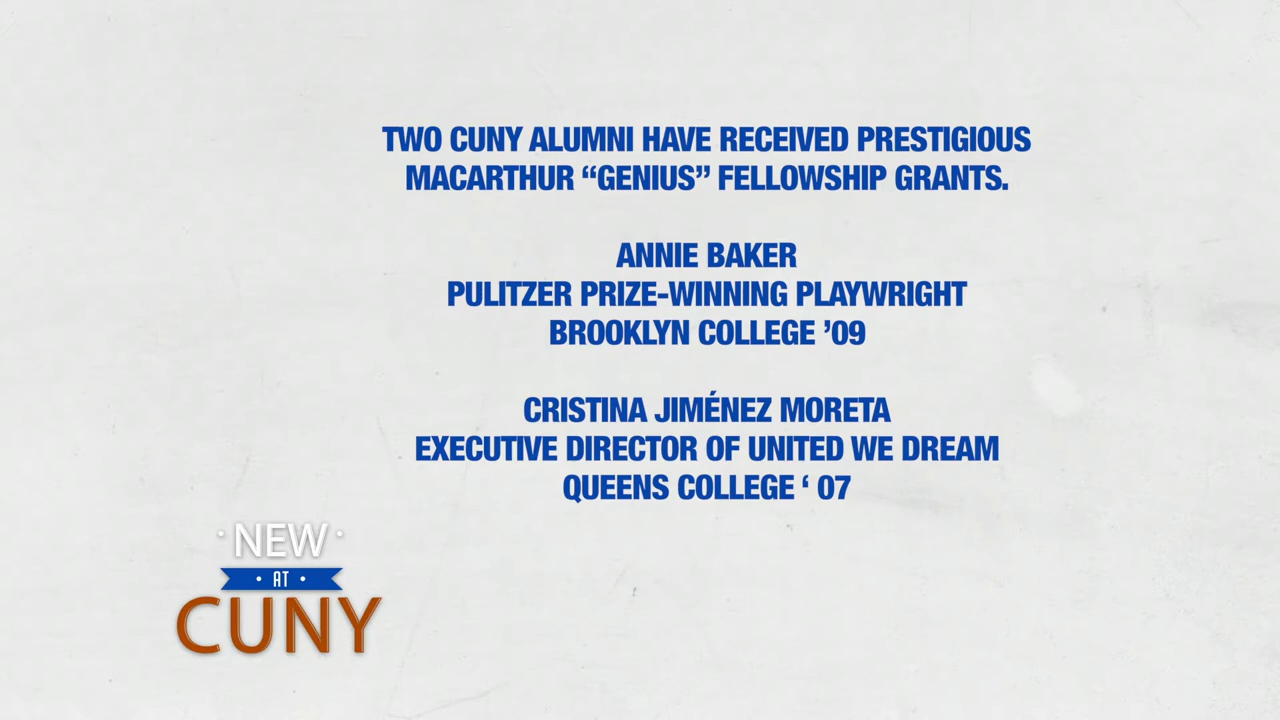 TWO CUNY ALUMNI HAVE RECEIVED PRESTIGIOUS
MACARTHUR “GENIUS” FELLOWSHIP GRANTS.
ANNIE BAKER
PULITZER PRIZE-WINNING PLAYWRIGHT
BROOKLYN COLLEGE ’09
CRISTINA JIMÉNEZ MORETA
EXECUTIVE DIRECTOR OF UNITED WE DREAM
QUEENS COLLEGE ‘ 07
· NEW ·
· AT ·
CUNY